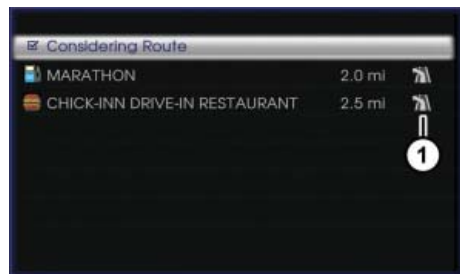 Considering Route
MARATHON 2.0 mi
CHICK-INN DRIVE-IN RESTAURANT 2.5 mi
1